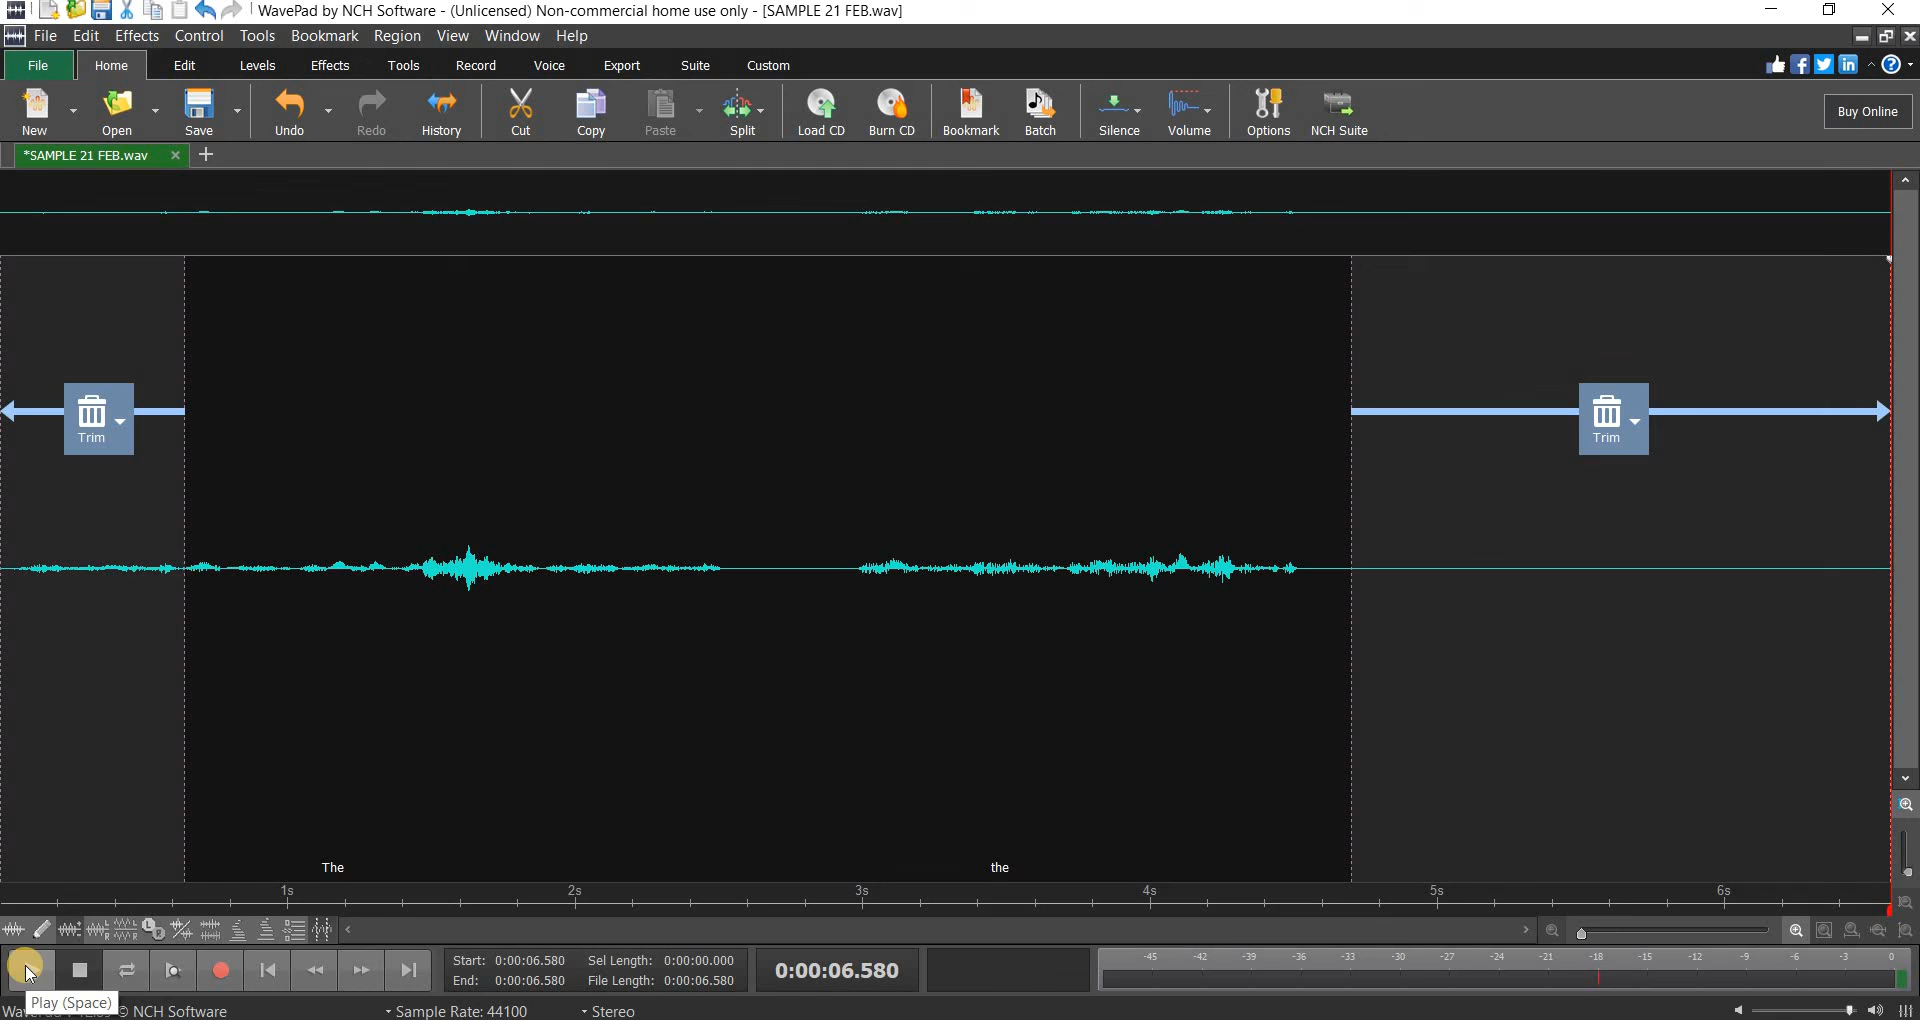 WavePad by NCH Software - (Unlicensed) Non-commercial home use only - [SAMPLE 21 FEB.wav]
File Edit Effects Control Tools Bookmark Region View Window Help
File Home Edit Levels Effects Tools Record Voice Export Suite Custom
New Open Save Undo Redo History Cut Copy Paste Split Load CD Burn CD Bookmark Batch Silence Volume Options NCH Suite Buy Online
*SAMPLE 21 FEB.wav
Trim Trim
The the
1s 2s 3s 4s 5s 6s
Start: 0:00:06.580 Sel Length: 0:00:00.000
End: 0:00:06.580 File Length: 0:00:06.580
0:00:06.580
-45 -42 -39 -36 -33 -30 -27 -24 -21 -18 -15 -12 -9 -6 -3 0
Play (Space)
© NCH Software Sample Rate: 44100 Stereo